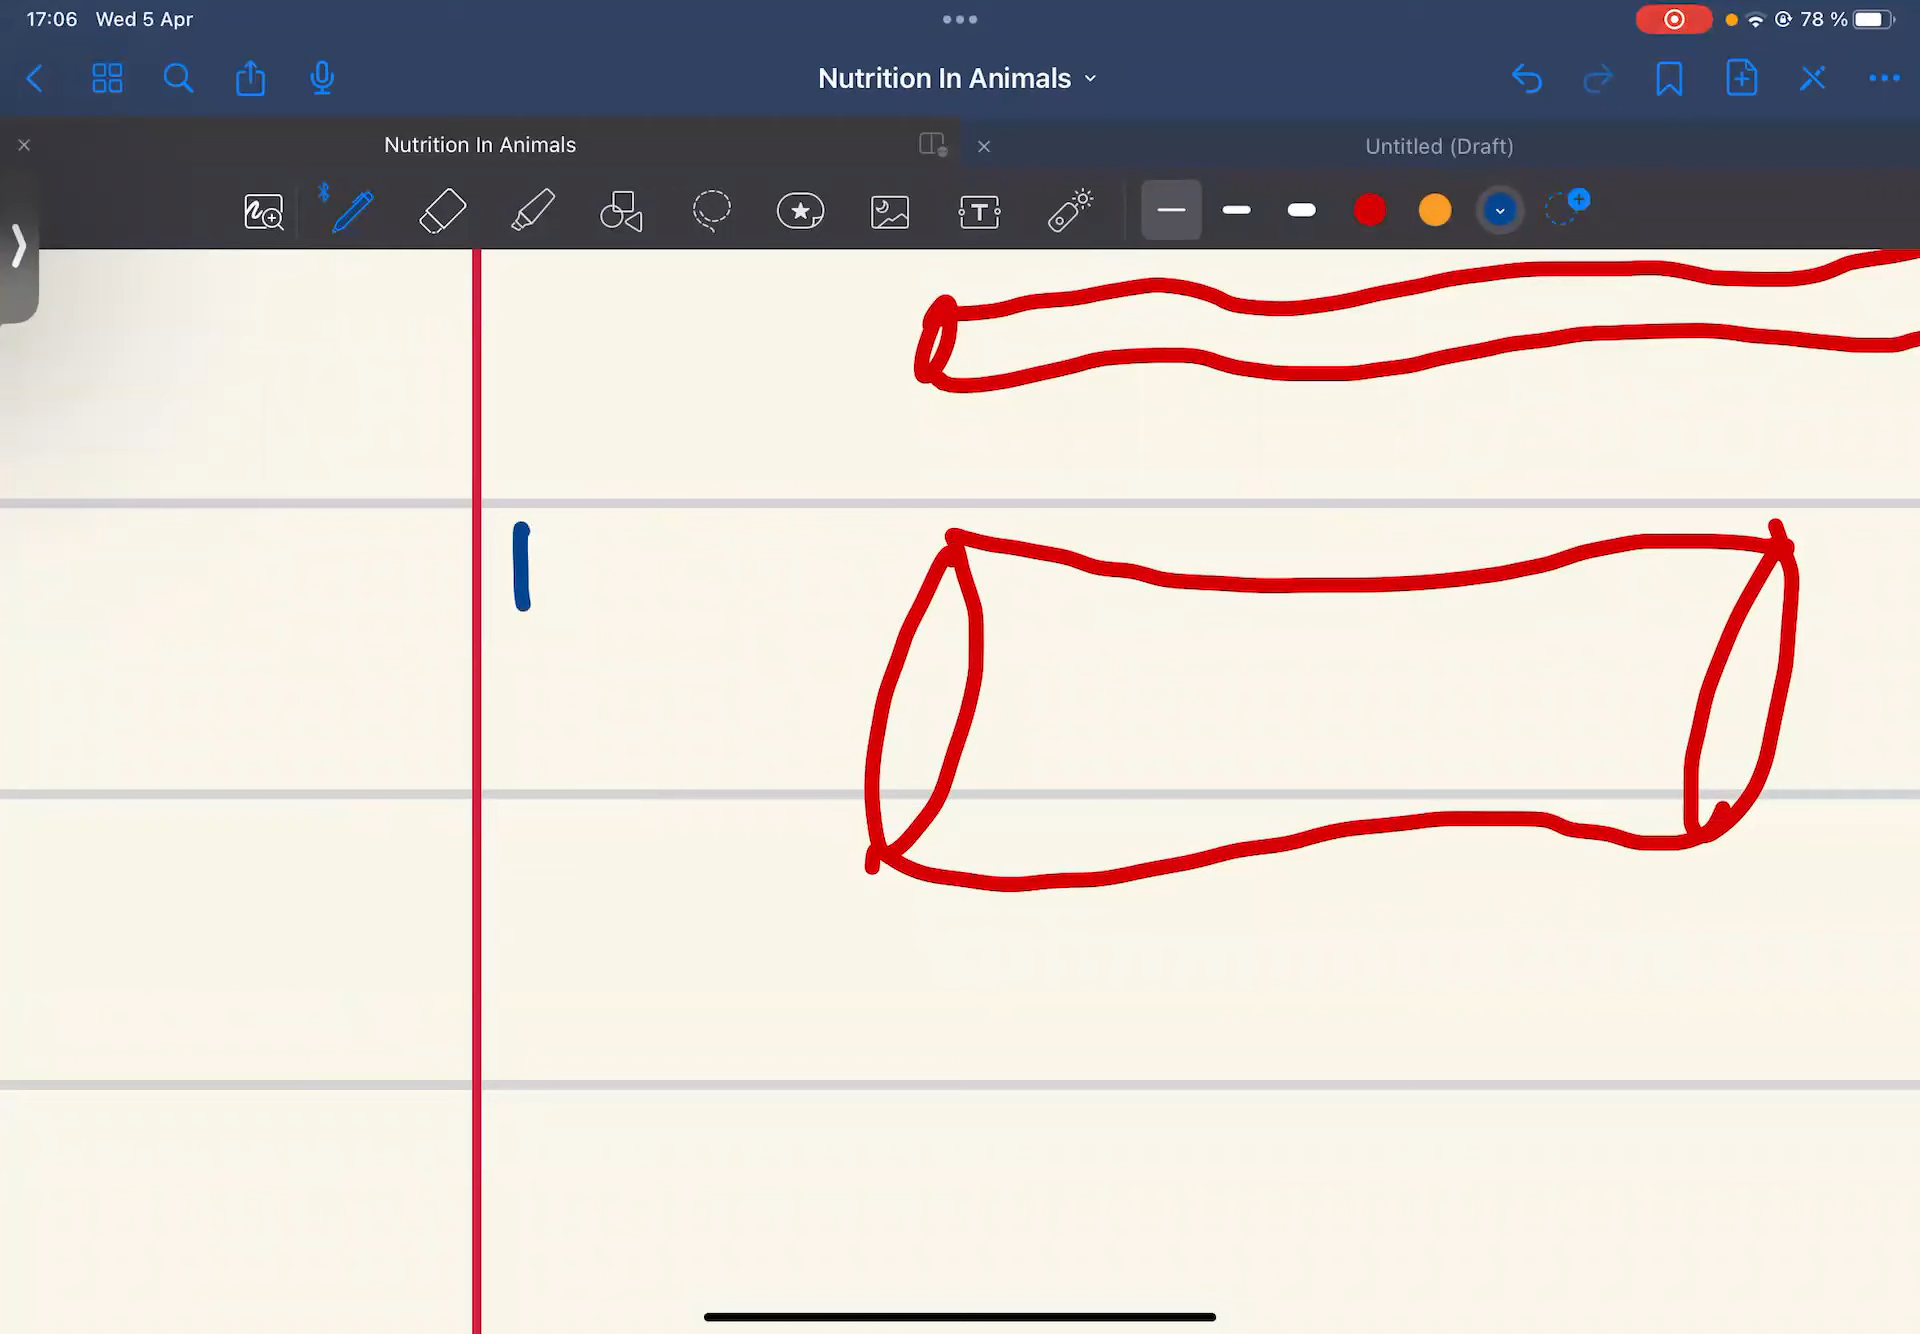 17:06 Wed 5 Apr
78 %
Nutrition In Animals
Nutrition In Animals
Untitled (Draft)
T